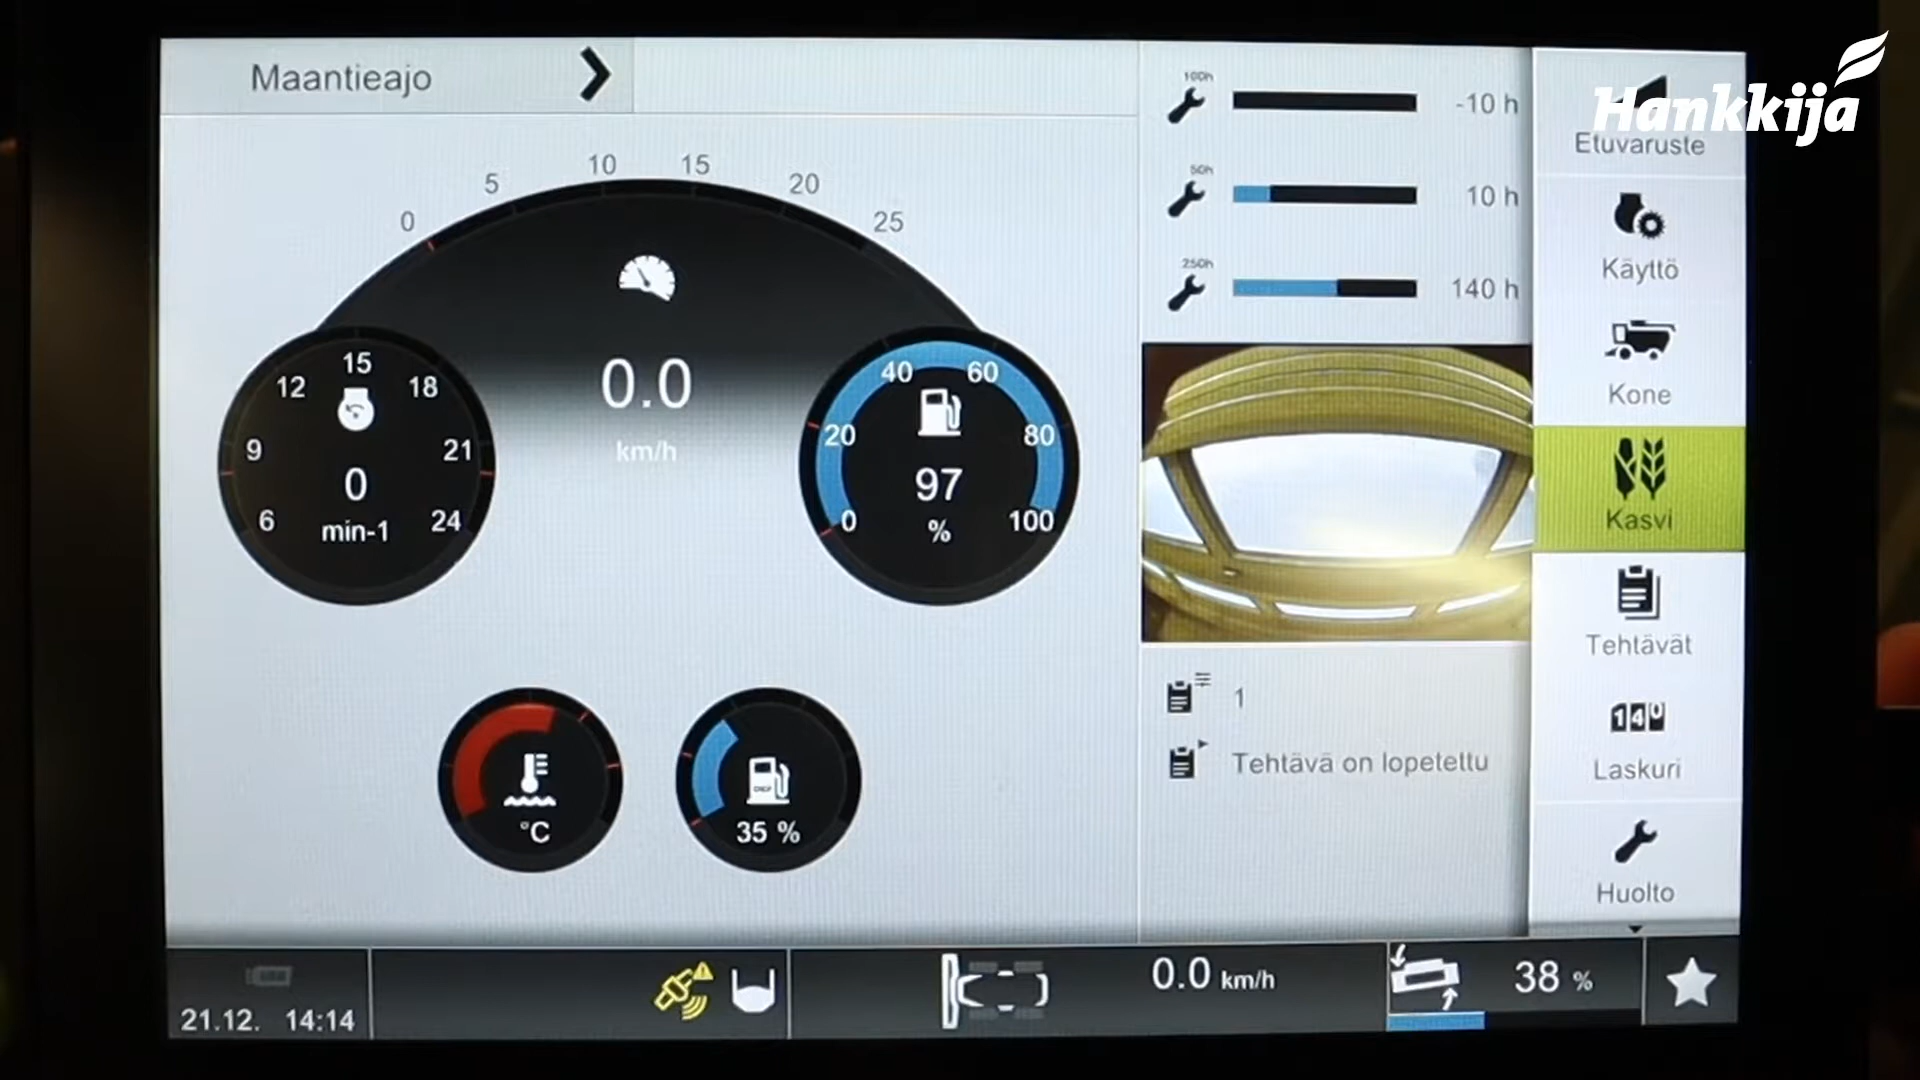 Hankkija
Maantieajo
0 5 10 15 20 25
0.0
km/h
6 9 12 15 18 21 24
0
min-1
0 20 40 60 80 100
97
%
°C
35 %
100h
-10 h
50h
10 h
250h
140 h
1
Tehtävä on lopetettu
Etuvaruste
Käyttö
Kone
Kasvi
Tehtävät
140
Laskuri
Huolto
21.12. 14:14
0.0 km/h
38 %